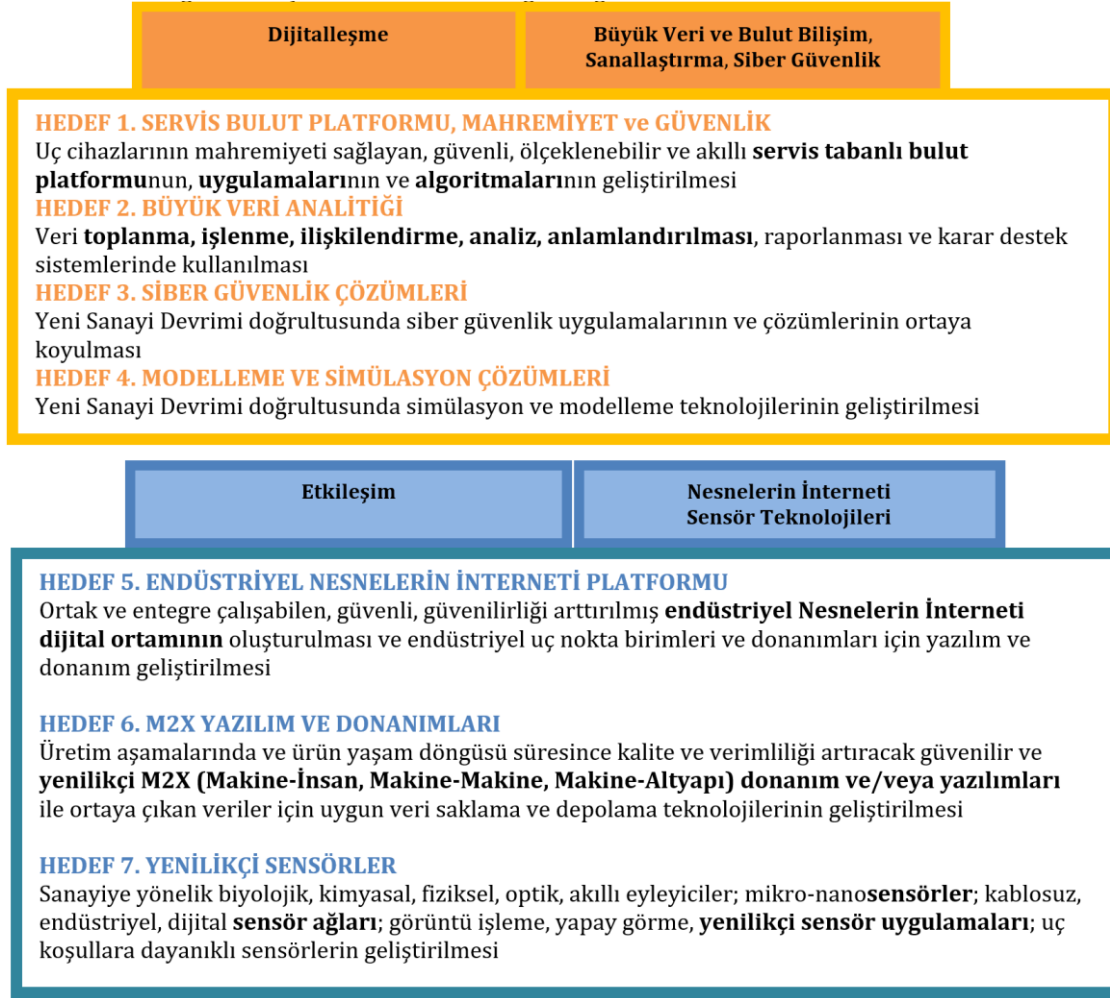 Dijitalleşme
Büyük Veri ve Bulut Bilişim,
Sanallaştırma, Siber Güvenlik
HEDEF 1. SERVİS BULUT PLATFORMU, MAHREMİYET ve GÜVENLİK
Uç cihazlarının mahremiyeti sağlayan, güvenli, ölçeklenebilir ve akıllı servis tabanlı bulut
platformunun, uygulamalarının ve algoritmalarının geliştirilmesi
HEDEF 2. BÜYÜK VERİ ANALİTİĞİ
Veri toplanma, işlenme, ilişkilendirme, analiz, anlamlandırılması, raporlanması ve karar destek
sistemlerinde kullanılması
HEDEF 3. SİBER GÜVENLİK ÇÖZÜMLERİ
Yeni Sanayi Devrimi doğrultusunda siber güvenlik uygulamalarının ve çözümlerinin ortaya
koyulması
HEDEF 4. MODELLEME VE SİMÜLASYON ÇÖZÜMLERİ
Yeni Sanayi Devrimi doğrultusunda simülasyon ve modelleme teknolojilerinin geliştirilmesi
Etkileşim
Nesnelerin İnterneti
Sensör Teknolojileri
HEDEF 5. ENDÜSTRİYEL NESNELERİN İNTERNETİ PLATFORMU
Ortak ve entegre çalışabilen, güvenli, güvenilirliği arttırılmış endüstriyel Nesnelerin İnterneti
dijital ortamının oluşturulması ve endüstriyel uç nokta birimleri ve donanımları için yazılım ve
donanım geliştirilmesi
HEDEF 6. M2X YAZILIM VE DONANIMLARI
Üretim aşamalarında ve ürün yaşam döngüsü süresince kalite ve verimliliği artıracak güvenilir ve
yenilikçi M2X (Makine-İnsan, Makine-Makine, Makine-Altyapı) donanım ve/veya yazılımları
ile ortaya çıkan veriler için uygun veri saklama ve depolama teknolojilerinin geliştirilmesi
HEDEF 7. YENİLİKÇİ SENSÖRLER
Sanayiye yönelik biyolojik, kimyasal, fiziksel, optik, akıllı eyleyiciler; mikro-nanosensörler; kablosuz,
endüstriyel, dijital sensör ağları; görüntü işleme, yapay görme, yenilikçi sensör uygulamaları; uç
koşullara dayanıklı sensörlerin geliştirilmesi